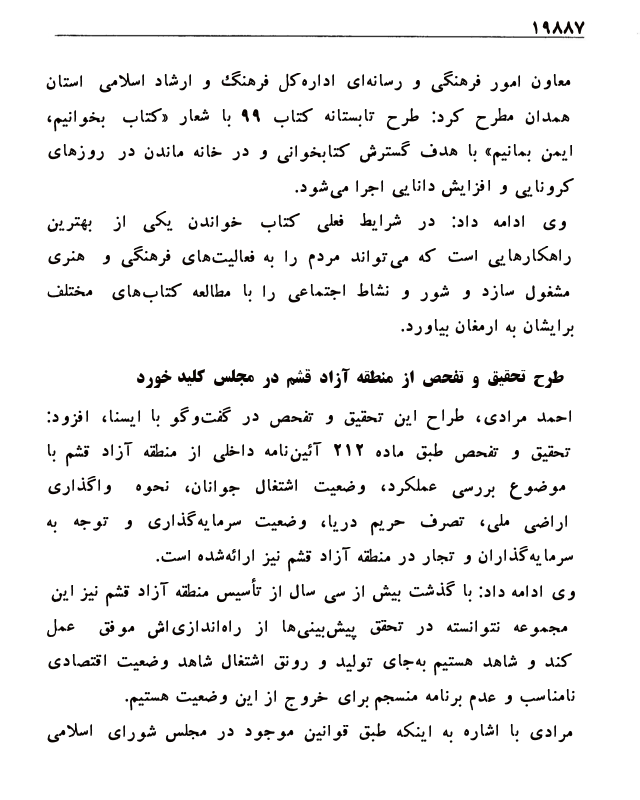 ۱۹۸۸۷
معاون امور فرهنگی و رسانه‌ای اداره‌کل فرهنگ و ارشاد اسلامی استان
همدان مطرح کرد: طرح تابستانه کتاب ۹۹ با شعار «کتاب بخوانیم،
ایمن بمانیم» با هدف گسترش کتابخوانی و در خانه ماندن در روزهای
کرونایی و افزایش دانایی اجرا می‌شود.
وی ادامه داد: در شرایط فعلی کتاب خواندن یکی از بهترین
راهکارهایی است که می‌تواند مردم را به فعالیت‌های فرهنگی و هنری
مشغول سازد و شور و نشاط اجتماعی را با مطالعه کتاب‌های مختلف
برایشان به ارمغان بیاورد.
طرح تحقیق و تفحص از منطقه آزاد قشم در مجلس کلید خورد
احمد مرادی، طراح این تحقیق و تفحص در گفت‌وگو با ایسنا، افزود:
تحقیق و تفحص طبق ماده ۲۱۲ آئین‌نامه داخلی از منطقه آزاد قشم با
موضوع بررسی عملکرد، وضعیت اشتغال جوانان، نحوه واگذاری
اراضی ملی، تصرف حریم دریا، وضعیت سرمایه‌گذاری و توجه به
سرمایه‌گذاران و تجار در منطقه آزاد قشم نیز ارائه‌شده است.
وی ادامه داد: با گذشت بیش از سی سال از تأسیس منطقه آزاد قشم نیز این
مجموعه نتوانسته در تحقق پیش‌بینی‌ها از راه‌اندازی‌اش موفق عمل
کند و شاهد هستیم به‌جای تولید و رونق اشتغال شاهد وضعیت اقتصادی
نامناسب و عدم برنامه منسجم برای خروج از این وضعیت هستیم.
مرادی با اشاره به اینکه طبق قوانین موجود در مجلس شورای اسلامی